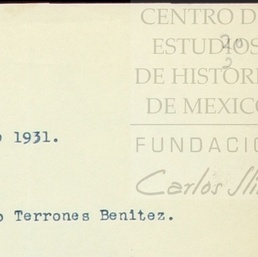 CENTRO D
ESTUDIOS
DE HISTOR
DE MEXICO
FUNDACIO
Carlos Sli
o 1931.
o Terrones Benitez.